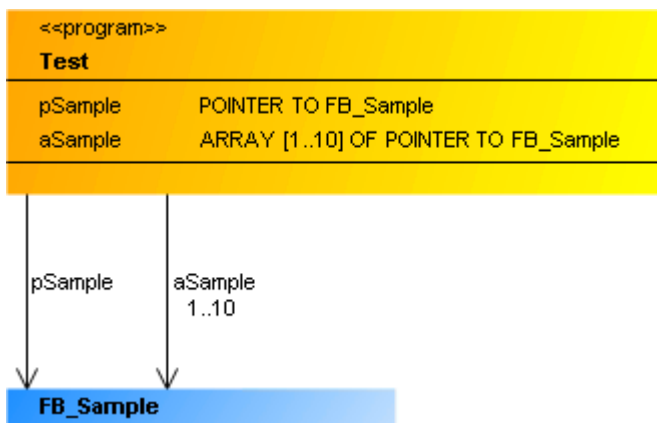 <<program>>
Test
pSample POINTER TO FB_Sample
aSample ARRAY [1..10] OF POINTER TO FB_Sample
pSample aSample
1..10
FB_Sample